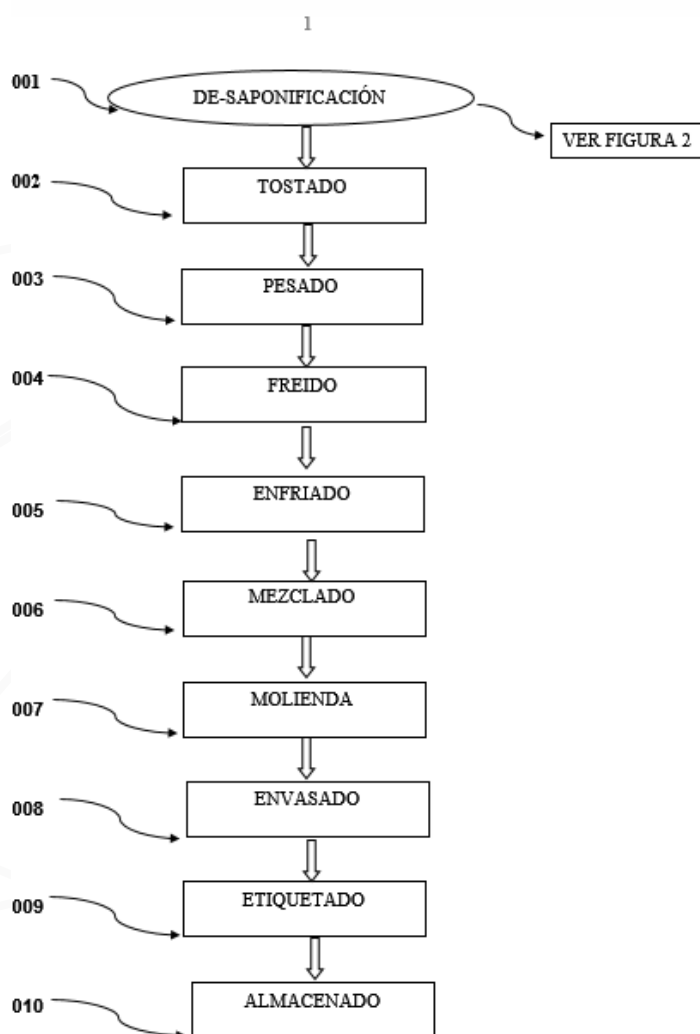 1
001
DE-SAPONIFICACIÓN
VER FIGURA 2
002
TOSTADO
003
PESADO
004
FREIDO
005
ENFRIADO
006
MEZCLADO
007
MOLIENDA
008
ENVASADO
009
ETIQUETADO
010
ALMACENADO